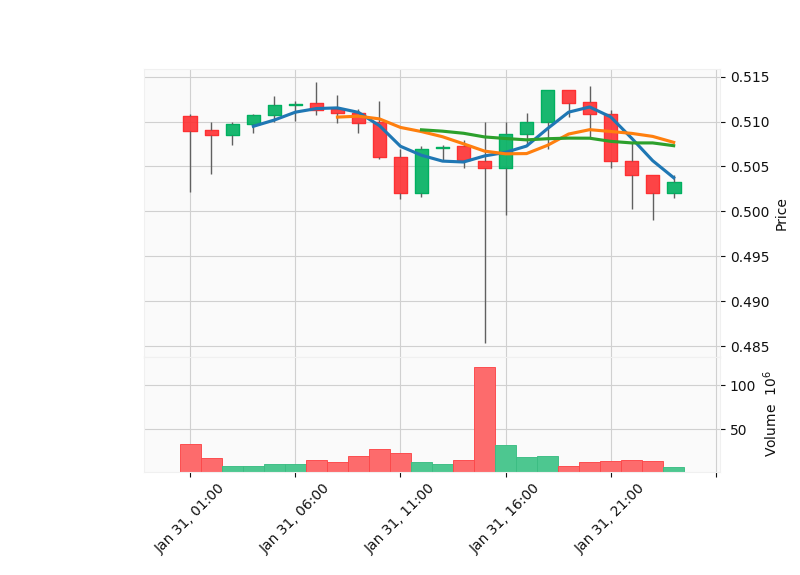 0.515
0.510
0.505
0.500
0.495
0.490
0.485
Price
100
50
Volume 10⁶
Jan 31, 01:00
Jan 31, 06:00
Jan 31, 11:00
Jan 31, 16:00
Jan 31, 21:00